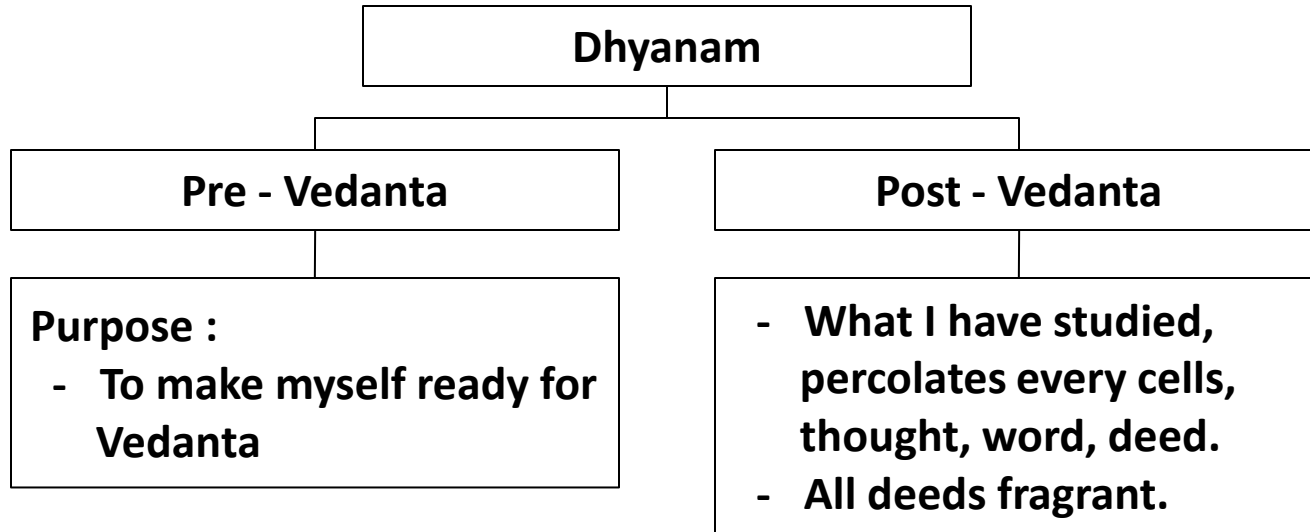 Dhyanam
Pre - Vedanta
Post - Vedanta
Purpose :
- To make myself ready for
Vedanta
- What I have studied,
percolates every cells,
thought, word, deed.
- All deeds fragrant.